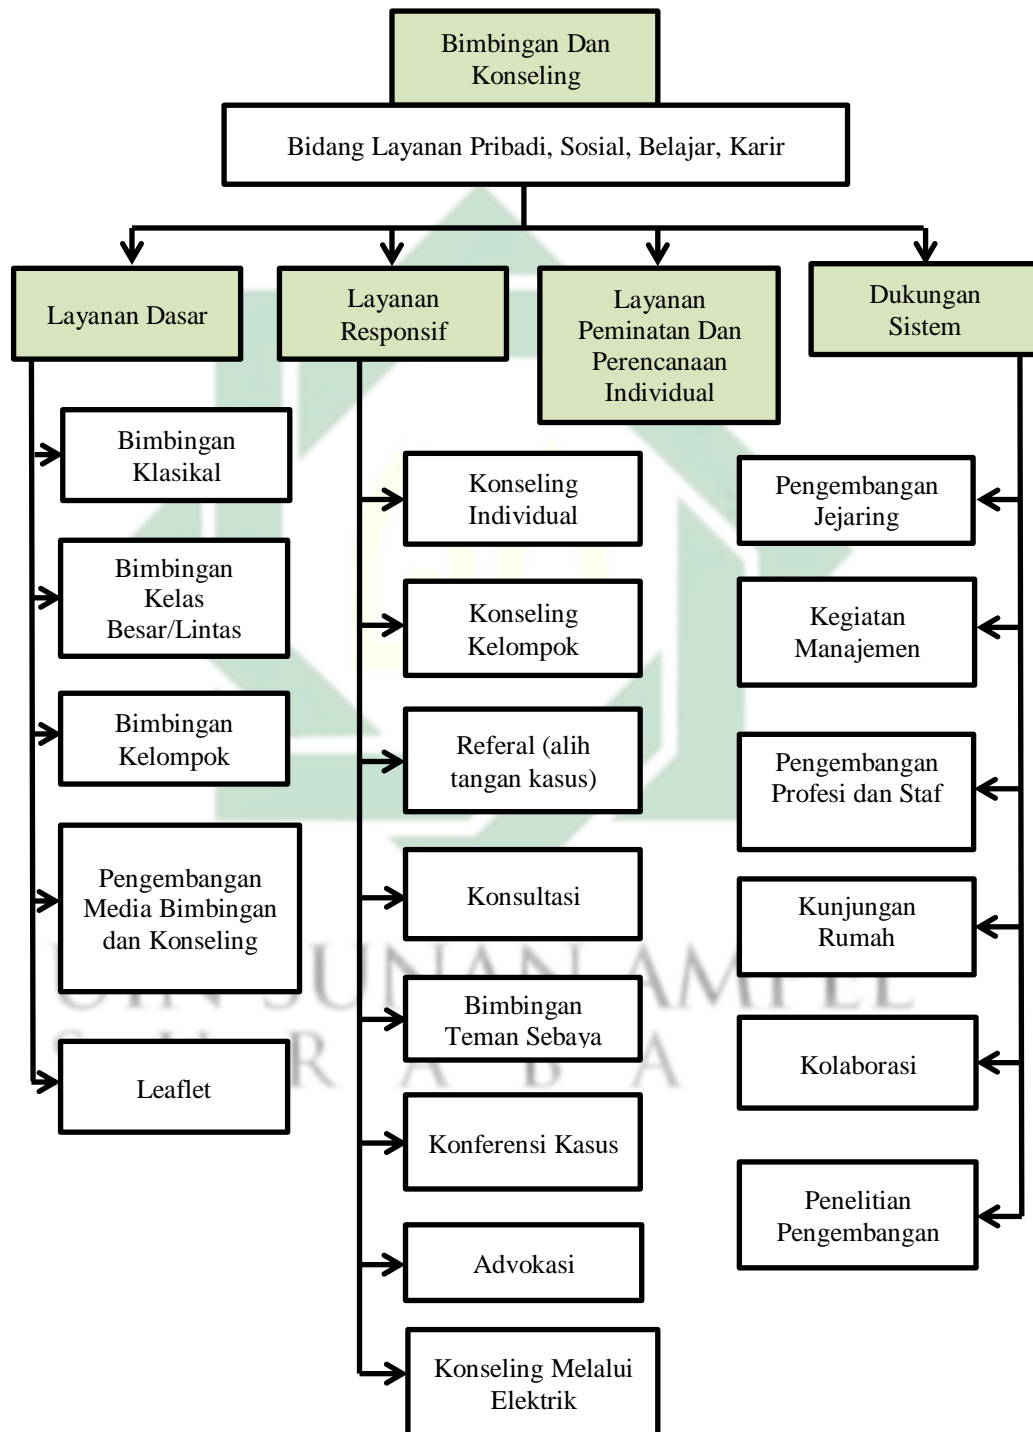 Bimbingan Dan
Konseling
Bidang Layanan Pribadi, Sosial, Belajar, Karir
Layanan Dasar
Layanan
Responsif
Layanan
Peminatan Dan
Perencanaan
Individual
Dukungan
Sistem
Bimbingan
Klasikal
Bimbingan
Kelas
Besar/Lintas
Bimbingan
Kelompok
Pengembangan
Media Bimbingan
dan Konseling
Leaflet
Konseling
Individual
Konseling
Kelompok
Referal (alih
tangan kasus)
Konsultasi
Bimbingan
Teman Sebaya
Konferensi Kasus
Advokasi
Konseling Melalui
Elektrik
Pengembangan
Jejaring
Kegiatan
Manajemen
Pengembangan
Profesi dan Staf
Kunjungan
Rumah
Kolaborasi
Penelitian
Pengembangan
UIN SUNAN AMPEL